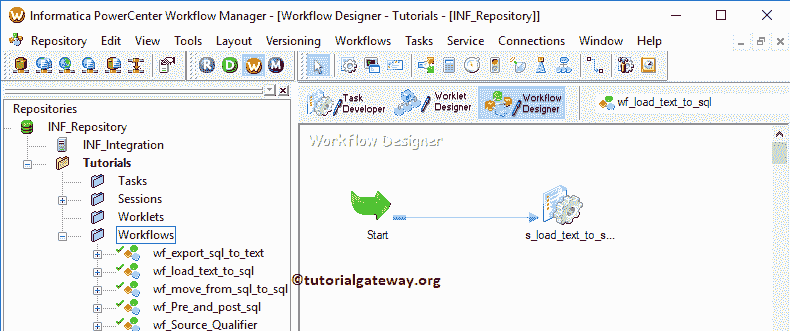 Informatica PowerCenter Workflow Manager - [Workflow Designer - Tutorials - [INF_Repository]]
Repository Edit View Tools Layout Versioning Workflows Tasks Service Connections Window Help
R D W M
Repositories
INF_Repository
INF_Integration
Tutorials
Tasks
Sessions
Worklets
Workflows
wf_export_sql_to_text
wf_load_text_to_sql
wf_move_from_sql_to_sql
wf_Pre_and_post_sql
wf_Source_Qualifier
Task Developer
Worklet Designer
Workflow Designer
wf_load_text_to_sql
Workflow Designer
Start
s_load_text_to_s...
©tutorialgateway.org